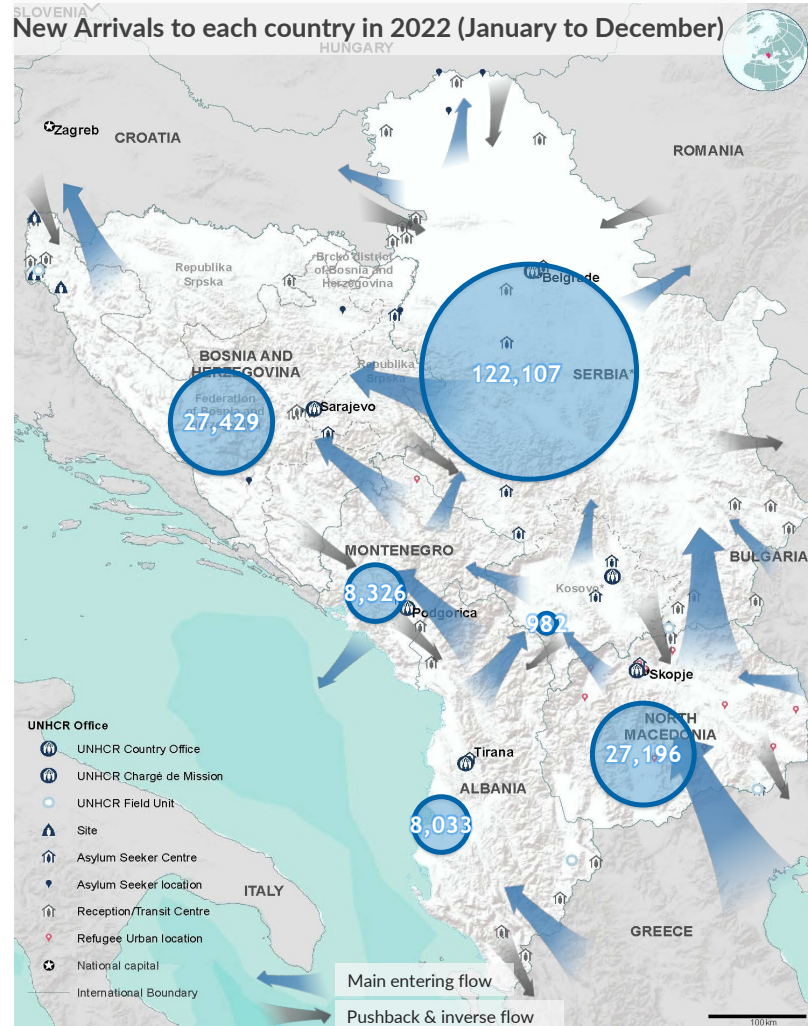 SLOVENIA
New Arrivals to each country in 2022 (January to December)
HUNGARY
Zagreb
CROATIA
ROMANIA
Republika
Srpska
Brcko district
of Bosnia and
Herzegovina
Belgrade
BOSNIA AND
HERZEGOVINA
Republika
Srpska
122,107
SERBIA*
Federation
of Bosnia and
27,429
Sarajevo
MONTENEGRO
BULGARIA
Kosovo*
8,326
Podgorica
982
Skopje
NORTH
MACEDONIA
27,196
Tirana
ALBANIA
8,033
ITALY
GREECE
UNHCR Office
UNHCR Country Office
UNHCR Chargé de Mission
UNHCR Field Unit
Site
Asylum Seeker Centre
Asylum Seeker location
Reception/Transit Centre
Refugee Urban location
National capital
International Boundary
Main entering flow
Pushback & inverse flow
100 km